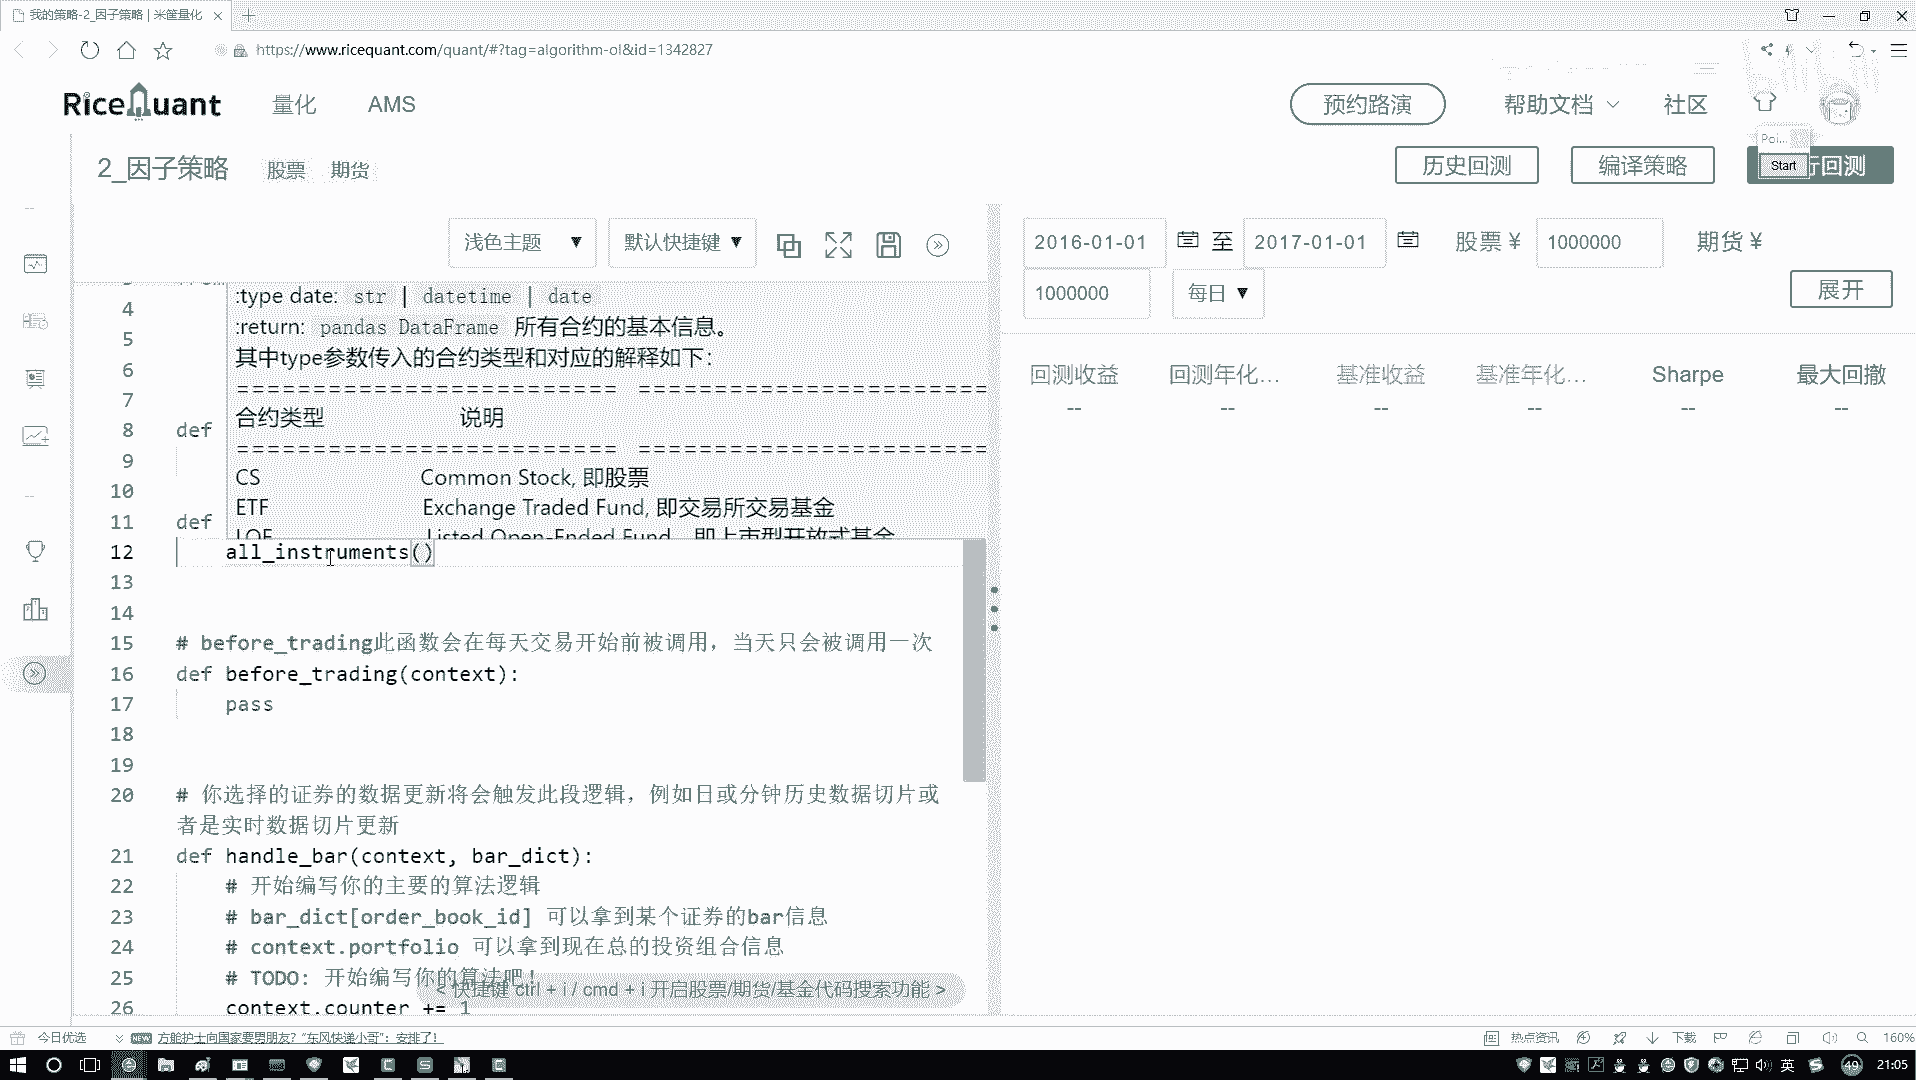 我的策略-2_因子策略 | 米筐量化
https://www.ricequant.com/quant/#?tag=algorithm-ol&id=1342827
RiceQuant 量化 AMS 预约路演 帮助文档 社区
Poi...
2_因子策略 股票 期货 历史回测 编译策略 Start 行回测
浅色主题 ▼ 默认快捷键 ▼
2016-01-01 至 2017-01-01 股票 ¥ 1000000 期货 ¥
1000000 每日 ▼ 展开
回测收益 回测年化... 基准收益 基准年化... Sharpe 最大回撤
-- -- -- -- -- --
4 :type date: str | datetime | date
5 :return: pandas DataFrame 所有合约的基本信息。
6 其中type参数传入的合约类型和对应的解释如下：
7 ========================= =========================
8 def 合约类型 说明
9 ========================= =========================
10 CS Common Stock, 即股票
11 def ETF Exchange Traded Fund, 即交易所交易基金
LOF Listed Open-Ended Fund, 即上市型开放式基金
12 all_instruments()
13
14
15 # before_trading此函数会在每天交易开始前被调用，当天只会被调用一次
16 def before_trading(context):
17 pass
18
19
20 # 你选择的证券的数据更新将会触发此段逻辑，例如日或分钟历史数据切片或
者是实时数据切片更新
21 def handle_bar(context, bar_dict):
22 # 开始编写你的主要的算法逻辑
23 # bar_dict[order_book_id] 可以拿到某个证券的bar信息
24 # context.portfolio 可以拿到现在总的投资组合信息
25 # TODO: 开始编写你的算法吧！
< 快捷键 ctrl + i / cmd + i 开启股票/期货/基金代码搜索功能 >
26 context.counter += 1
今日优选 NEW 方舱护士向国家要男朋友？“东风快递小哥”：安排了！ 热点资讯 下载 160%
英 49 21:05